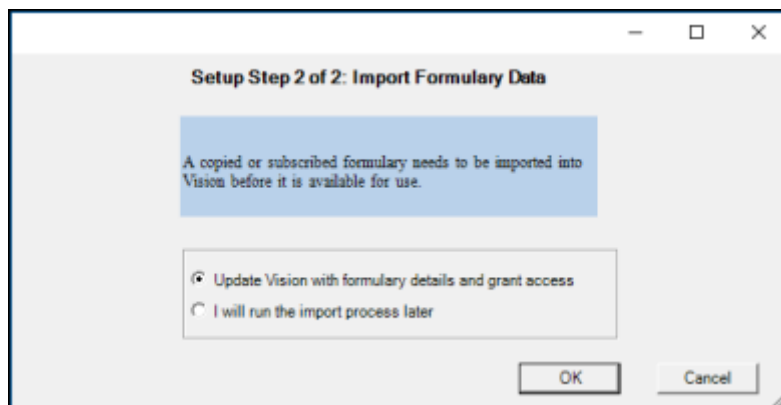 Setup Step 2 of 2: Import Formulary Data
A copied or subscribed formulary needs to be imported into
Vision before it is available for use.
Update Vision with formulary details and grant access
I will run the import process later
OK
Cancel